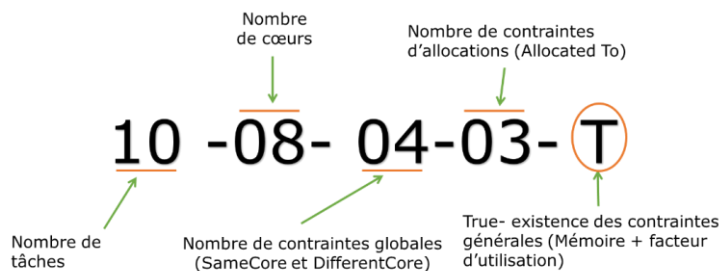 Nombre
de cœurs
Nombre de contraintes
d'allocations (Allocated To)
10 -08- 04-03- T
Nombre de
tâches
Nombre de contraintes globales
(SameCore et DifferentCore)
True- existence des contraintes
générales (Mémoire + facteur
d'utilisation)